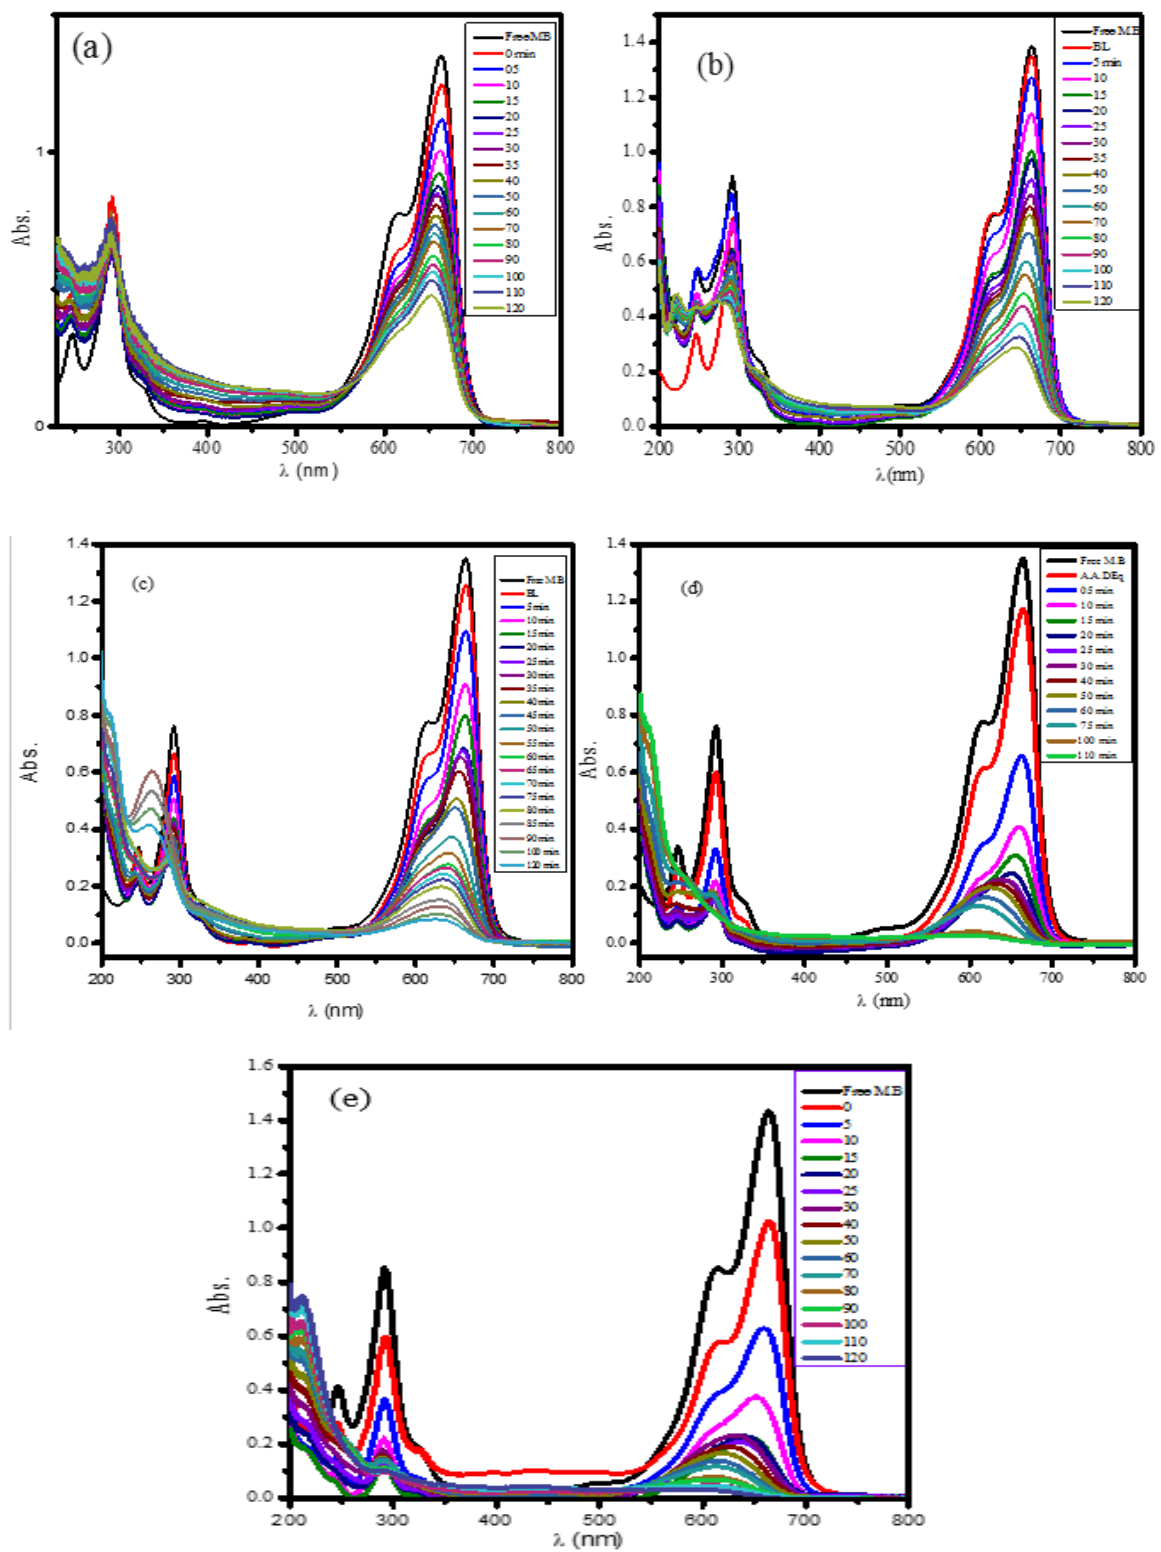 (a)
Free M.B
0 min
05
10
15
20
25
30
35
40
50
60
70
80
90
100
110
120
Abs.
1
0
300 400 500 600 700 800
λ (nm)
(b)
Free M.B
BL
5 min
10
15
20
25
30
35
40
50
60
70
80
90
100
110
120
Abs.
1.4
1.2
1.0
0.8
0.6
0.4
0.2
0.0
200 300 400 500 600 700 800
λ (nm)
(c)
Free M.B
BL
5 min
10 min
15 min
20 min
25 min
30 min
35 min
40 min
45 min
50 min
55 min
60 min
65 min
70 min
75 min
80 min
85 min
90 min
100 min
120 min
Abs.
1.4
1.2
1.0
0.8
0.6
0.4
0.2
0.0
200 300 400 500 600 700 800
λ (nm)
(d)
Free M.B
A.A.DEq
05 min
10 min
15 min
20 min
25 min
30 min
40 min
50 min
60 min
75 min
100 min
110 min
Abs.
1.4
1.2
1.0
0.8
0.6
0.4
0.2
0.0
200 300 400 500 600 700 800
λ (nm)
(e)
Free M.B
0
5
10
15
20
25
30
40
50
60
70
80
90
100
110
120
Abs.
1.6
1.4
1.2
1.0
0.8
0.6
0.4
0.2
0.0
200 300 400 500 600 700 800
λ (nm)